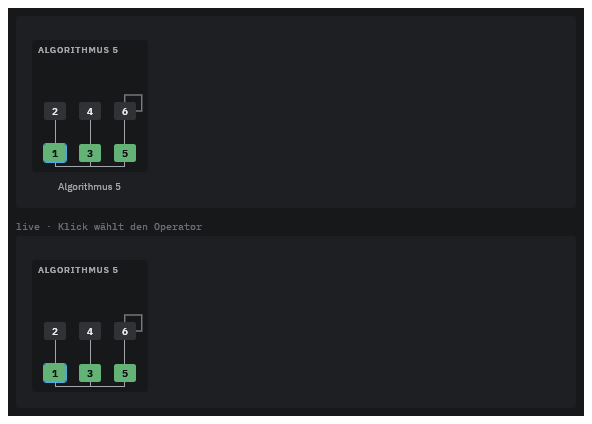 ALGORITHMUS 5
2 4 6
1 3 5
Algorithmus 5
live · Klick wählt den Operator
ALGORITHMUS 5
2 4 6
1 3 5